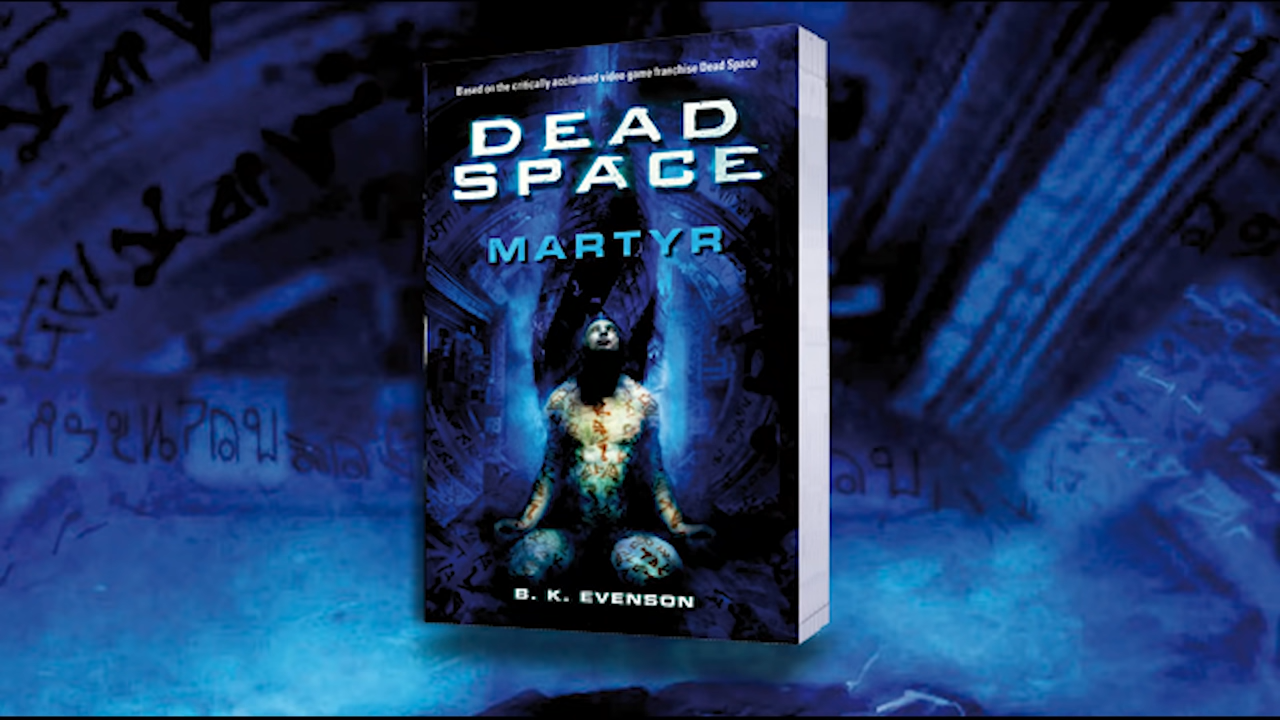 Based on the critically acclaimed video game franchise Dead Space
DEAD
SPACE
MARTYR
B. K. EVENSON